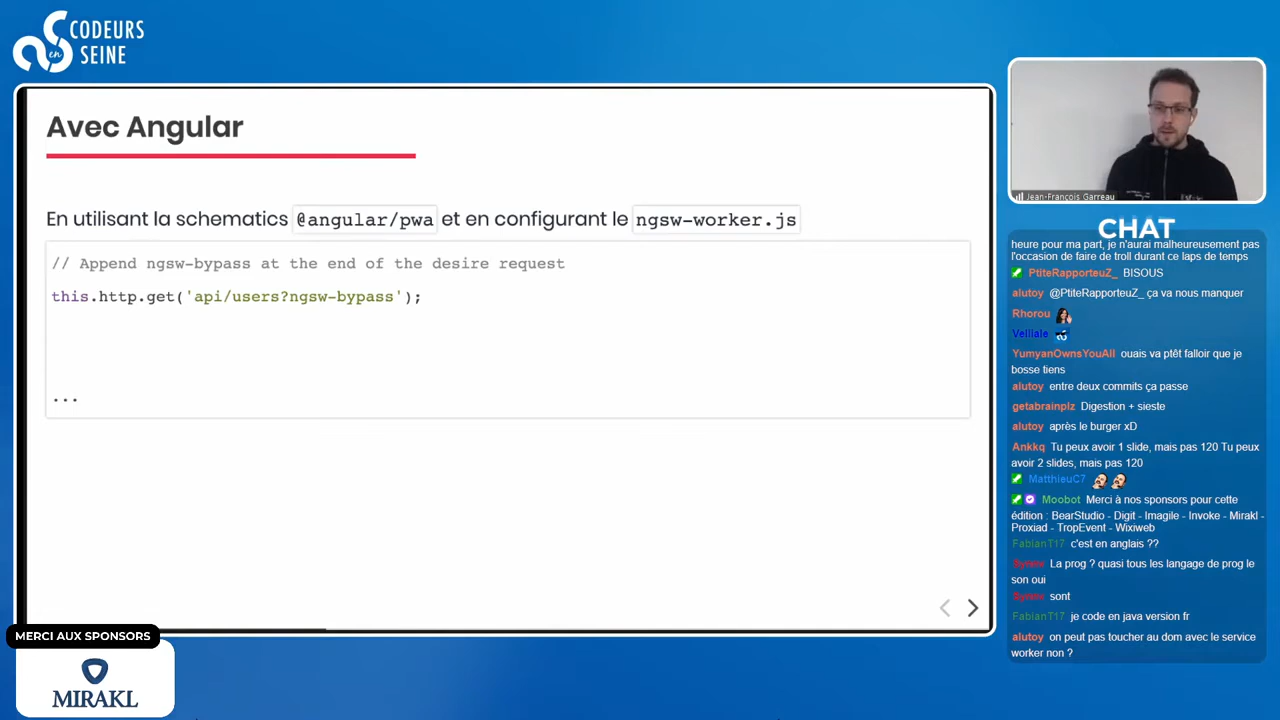 CODEURS
en
SEINE
Avec Angular
En utilisant la schematics @angular/pwa et en configurant le ngsw-worker.js
// Append ngsw-bypass at the end of the desire request
this.http.get('api/users?ngsw-bypass');
...
MERCI AUX SPONSORS
MIRAKL
Jean-François Garreau
CHAT
heure pour ma part, je n'aurai malheureusement pas
l'occasion de faire de troll durant ce laps de temps
PtiteRapporteuZ_ BISOUS
alutoy @PtiteRapporteuZ_ ça va nous manquer
Rhorou
Velliale
YumyanOwnsYouAll ouais va ptêt falloir que je
bosse tiens
alutoy entre deux commits ça passe
getabrainplz Digestion + sieste
alutoy après le burger xD
Ankkq Tu peux avoir 1 slide, mais pas 120 Tu peux
avoir 2 slides, mais pas 120
MatthieuC7
Moobot Merci à nos sponsors pour cette
édition : BearStudio - Digit - Imagile - Invoke - Mirakl -
Proxiad - TropEvent - Wixiweb
FabianT17 c'est en anglais ??
La prog ? quasi tous les langage de prog le
son oui
sont
FabianT17 je code en java version fr
alutoy on peut pas toucher au dom avec le service
worker non ?